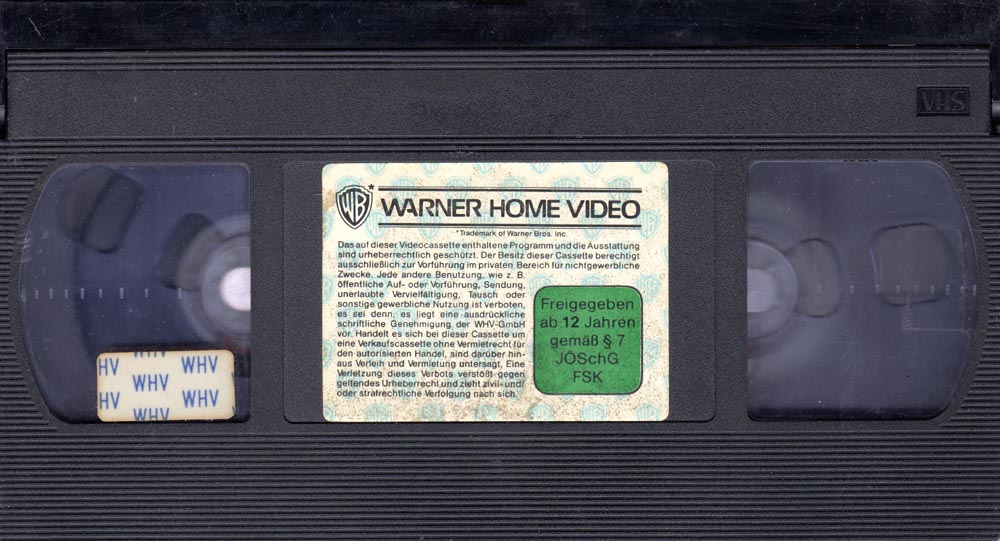 VHS
WB
WARNER HOME VIDEO
*Trademark of Warner Bros. Inc.
Das auf dieser Videocassette enthaltene Programm und die Ausstattung
sind urheberrechtlich geschützt. Der Besitz dieser Cassette berechtigt
ausschließlich zur Vorführung im privaten Bereich für nichtgewerbliche
Zwecke. Jede andere Benutzung, wie z. B.
öffentliche Auf- oder Vorführung, Sendung,
unerlaubte Vervielfältigung, Tausch oder
sonstige gewerbliche Nutzung ist verboten,
es sei denn, es liegt eine ausdrückliche
schriftliche Genehmigung der WHV-GmbH
vor. Handelt es sich bei dieser Cassette um
eine Verkaufscassette ohne Vermietrecht für
den autorisierten Handel, sind darüber hin-
aus Verleih und Vermietung untersagt. Eine
Verletzung dieses Verbots verstößt gegen
geltendes Urheberrecht und zieht zivil- und/
oder strafrechtliche Verfolgung nach sich.
Freigegeben
ab 12 Jahren
gemäß § 7
JÖSchG
FSK
HV WHV WHV
WHV
HV WHV
WHV